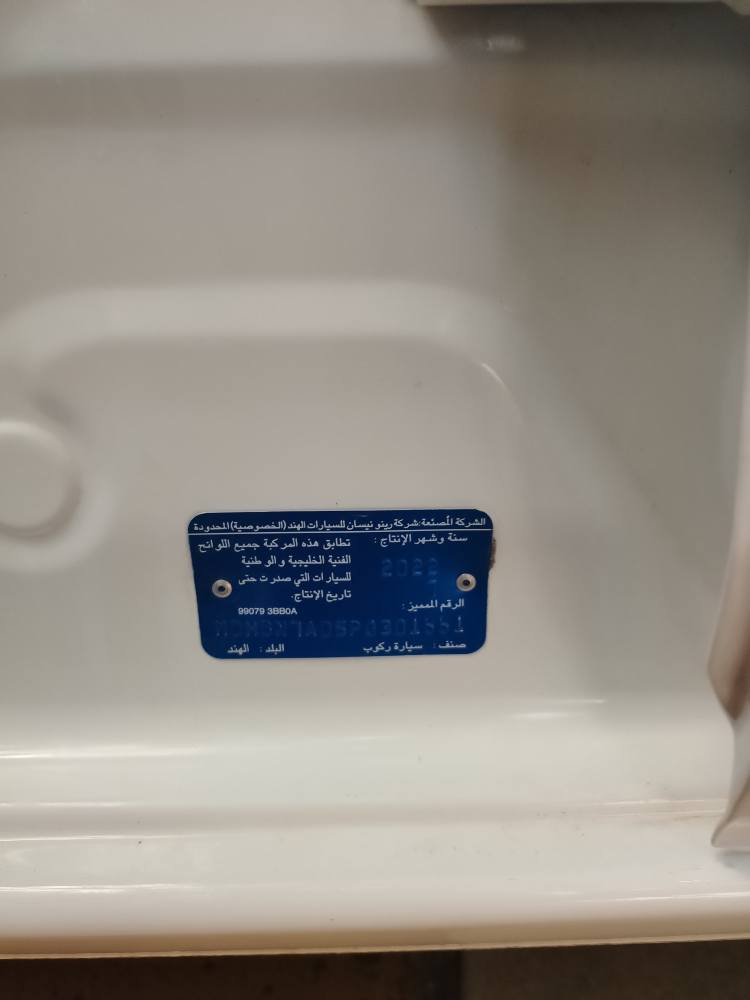 الشركة المصنعة:شركة رينو نيسان للسيارات الهند (الخصوصية) المحدودة
سنة وشهر الإنتاج :
2022
الرقم المميز :
تطابق هذه المركبة جميع اللوائح
الفنية الخليجية و الوطنية
للسيارات التي صدرت حتى
تاريخ الإنتاج.
99079 3BB0A
صنف : سيارة ركوب
البلد : الهند